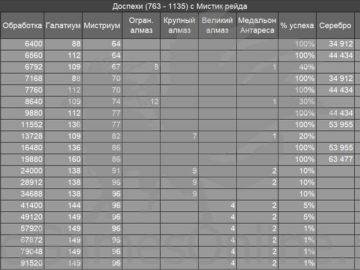 Доспехи (763 - 1135) с Мистик рейда
Обработка Галатиум Мистриум Огран. алмаз Крупный алмаз Великий алмаз Медальон Антареса % успеха Серебро
6400 88 64 100% 34 912
6560 112 64 100% 44 434
6792 109 67 8 1 40%
7168 88 70 100% 34 912
7760 112 70 100% 44 434
8640 109 74 12 1 30%
9880 112 77 100% 44 434
11552 136 77 100% 53 955
13728 109 82 7 1 20%
16480 136 86 100% 53 955
19880 160 86 100% 63 477
24000 138 91 9 2 10%
28912 138 96 9 2 10%
34688 138 96 9 2 10%
41400 144 96 4 2 5%
49120 149 96 4 2 5%
57920 149 96 4 2 1%
67872 149 96 4 2 1%
79048 149 96 4 2 1%
91520 149 96 4 2 1%